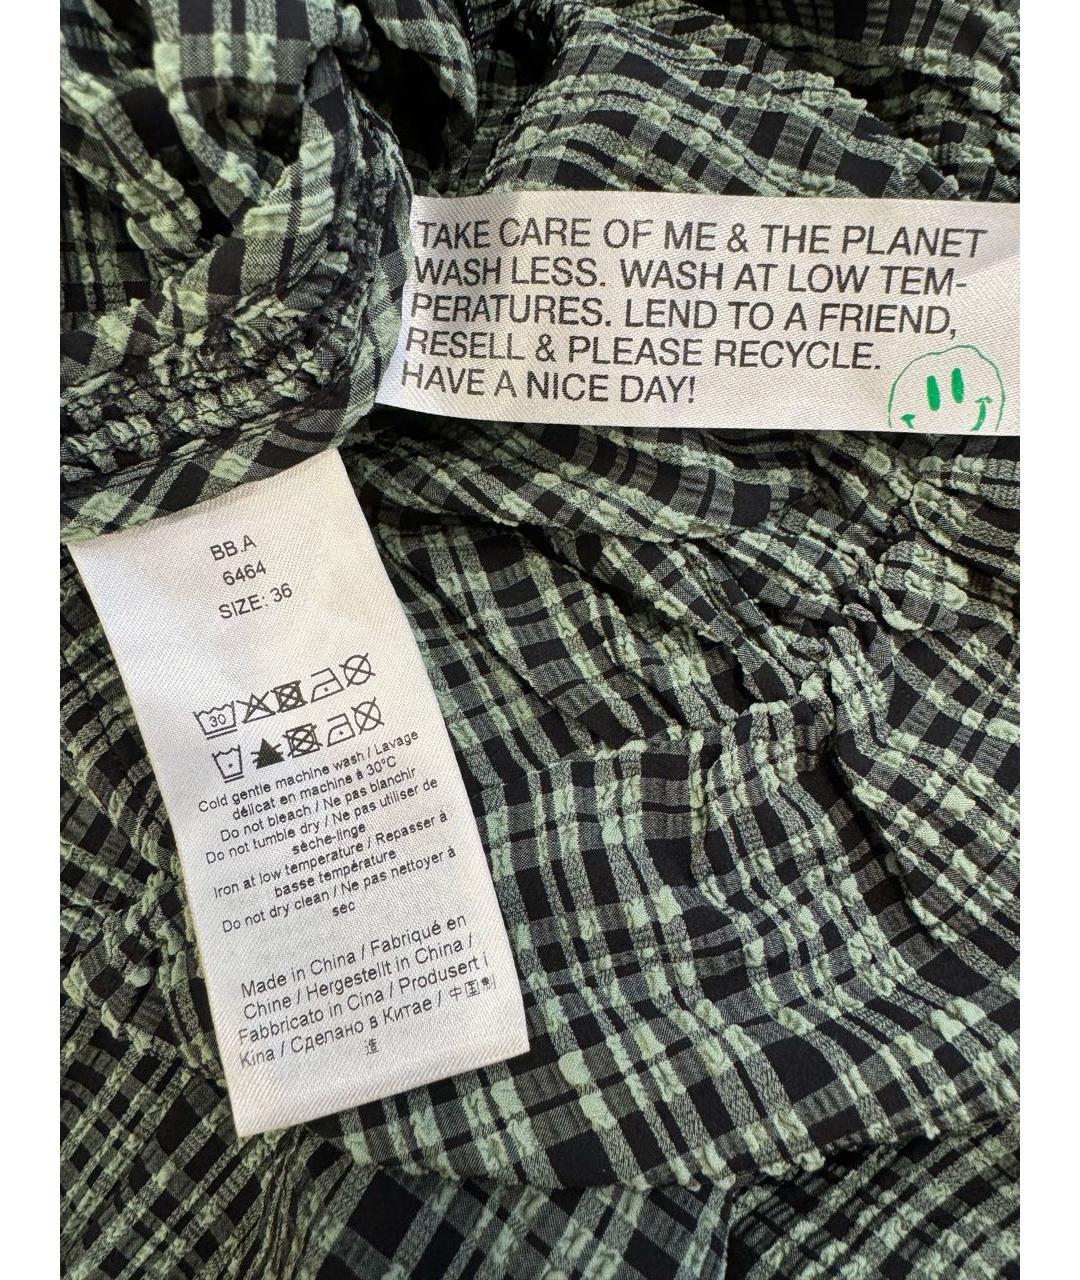 TAKE CARE OF ME & THE PLANET
WASH LESS. WASH AT LOW TEM-
PERATURES. LEND TO A FRIEND,
RESELL & PLEASE RECYCLE.
HAVE A NICE DAY!
BB.A
6464
SIZE: 36
30
Cold gentle machine wash / Lavage
délicat en machine à 30°C
Do not bleach / Ne pas blanchir
Do not tumble dry / Ne pas utiliser de
sèche-linge
Iron at low temperature / Repasser à
basse température
Do not dry clean / Ne pas nettoyer à
sec
Made in China / Fabriqué en
Chine / Hergestellt in China /
Fabbricato in Cina / Produsert i
Kina / Сделано в Китае / 中国制
造